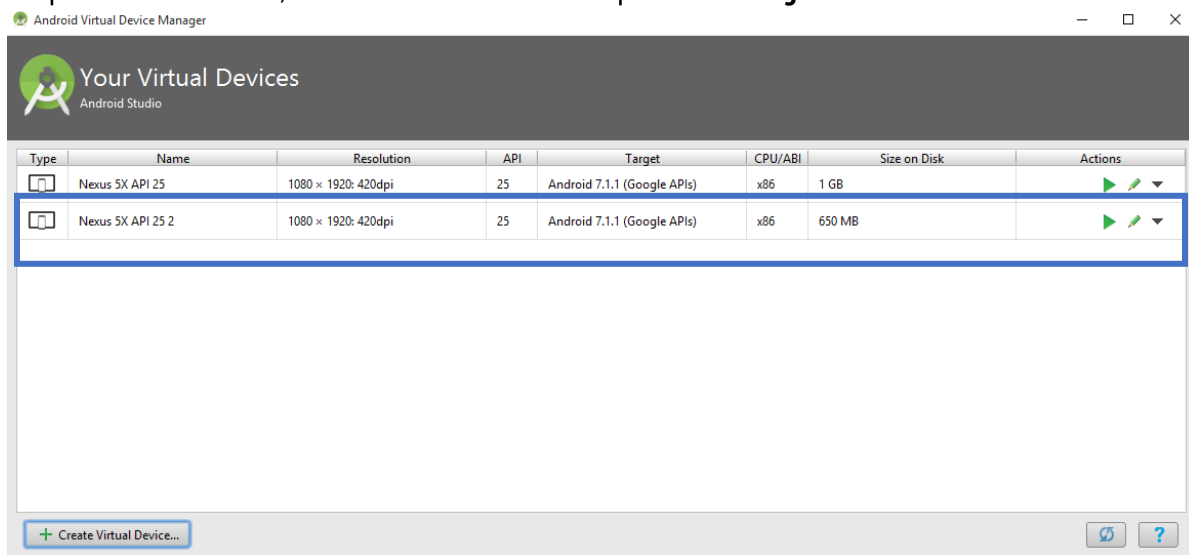 Android Virtual Device Manager
Your Virtual Devices
Android Studio
Type Name Resolution API Target CPU/ABI Size on Disk Actions
Nexus 5X API 25 1080 × 1920: 420dpi 25 Android 7.1.1 (Google APIs) x86 1 GB
Nexus 5X API 25 2 1080 × 1920: 420dpi 25 Android 7.1.1 (Google APIs) x86 650 MB
+ Create Virtual Device... ?